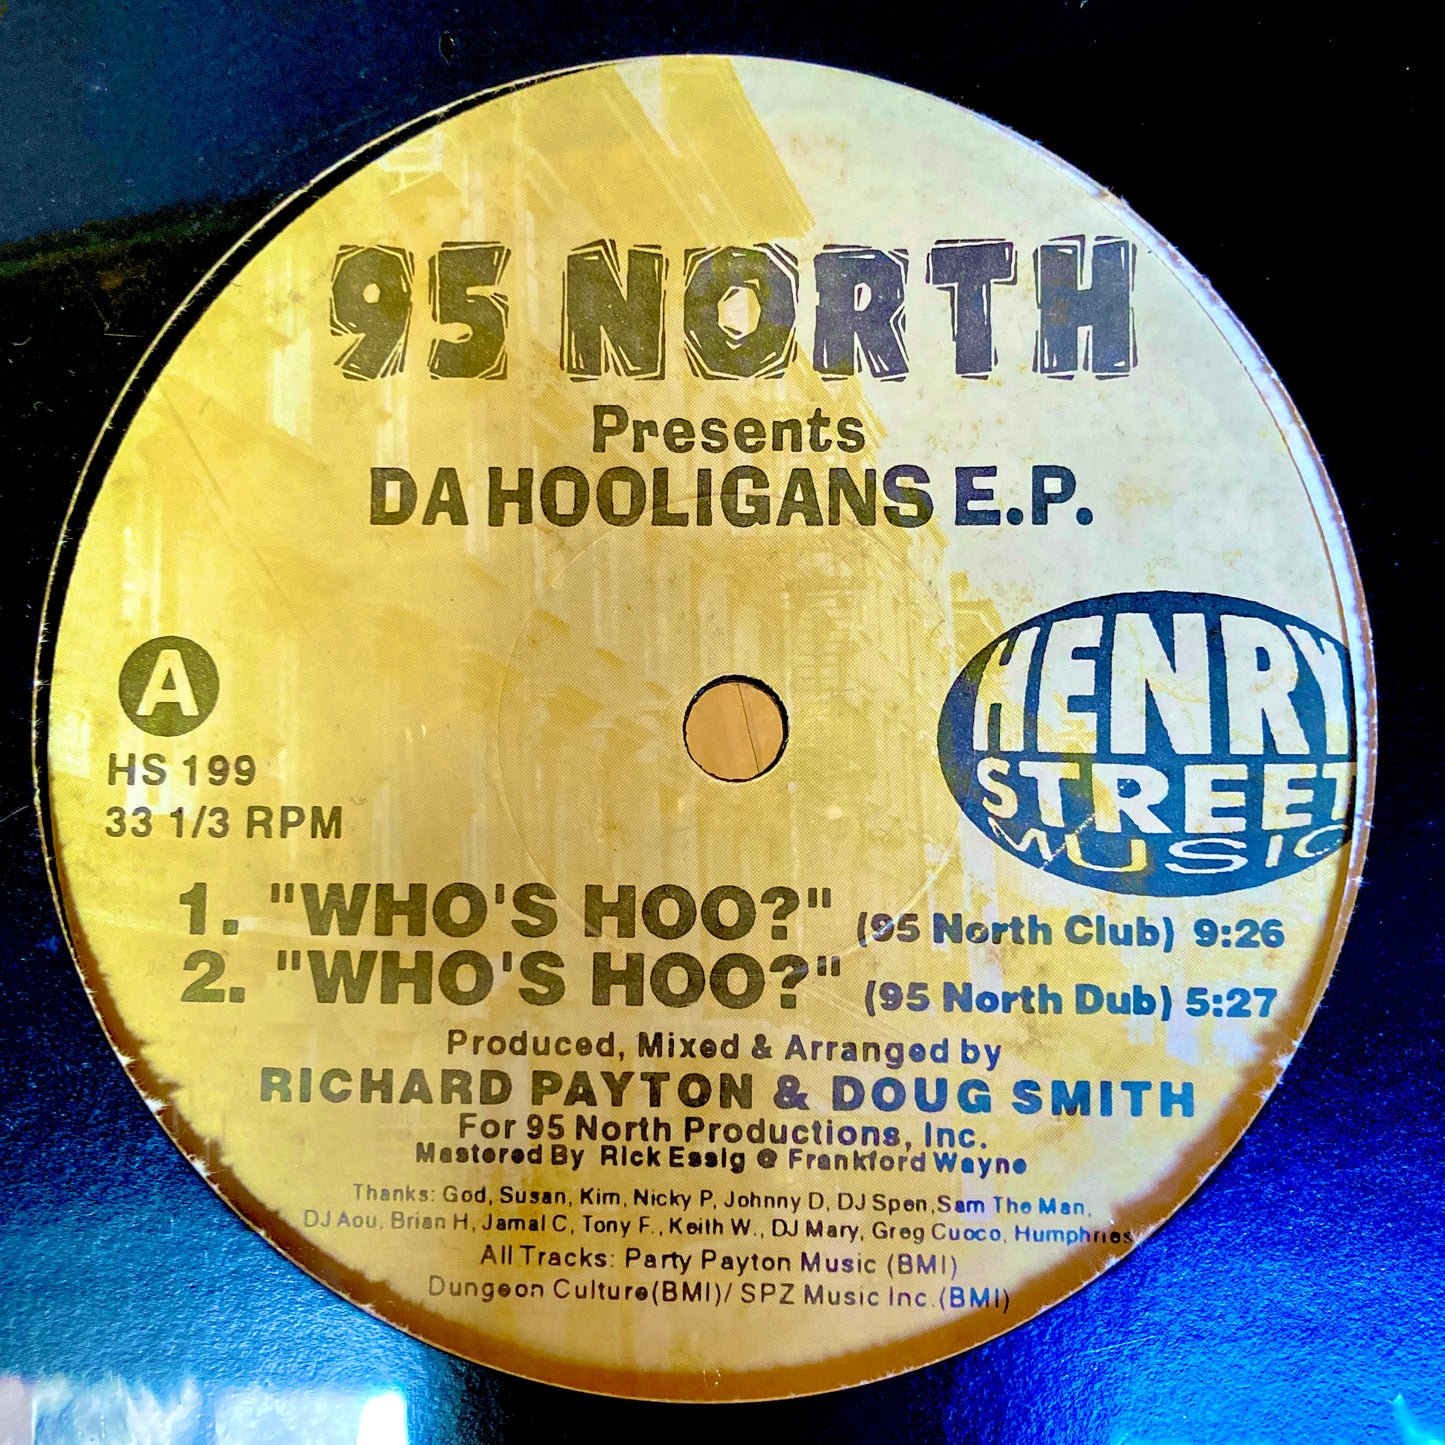 95 NORTH
Presents
DA HOOLIGANS E.P.
HENRY
STREET
MUSIC
A
HS 199
33 1/3 RPM
1. "WHO'S HOO?" (95 North Club) 9:26
2. "WHO'S HOO?" (95 North Dub) 5:27
Produced, Mixed & Arranged by
RICHARD PAYTON & DOUG SMITH
For 95 North Productions, Inc.
Mastered By Rick Essig @ Frankford Wayne
Thanks: God, Susan, Kim, Nicky P, Johnny D, DJ Spen,Sam The Man,
DJ Aou, Brian H, Jamal C, Tony F., Keith W., DJ Mary, Greg Cuoco, Humphries
All Tracks: Party Payton Music (BMI)
Dungeon Culture(BMI)/ SPZ Music Inc.(BMI)